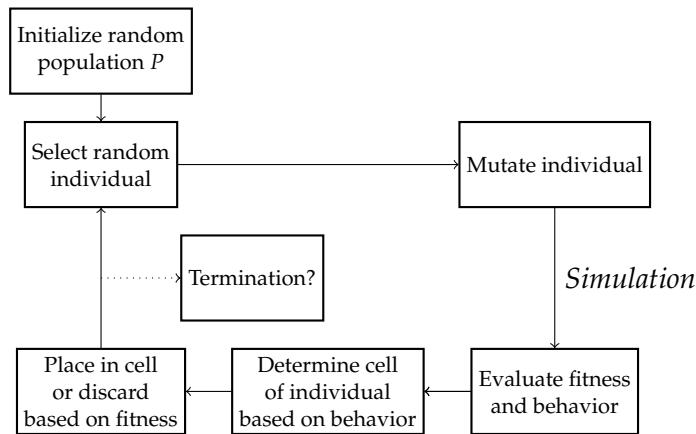 Initialize random
population P
Select random
individual
Mutate individual
Termination?
Simulation
Place in cell
or discard
based on fitness
Determine cell
of individual
based on behavior
Evaluate fitness
and behavior